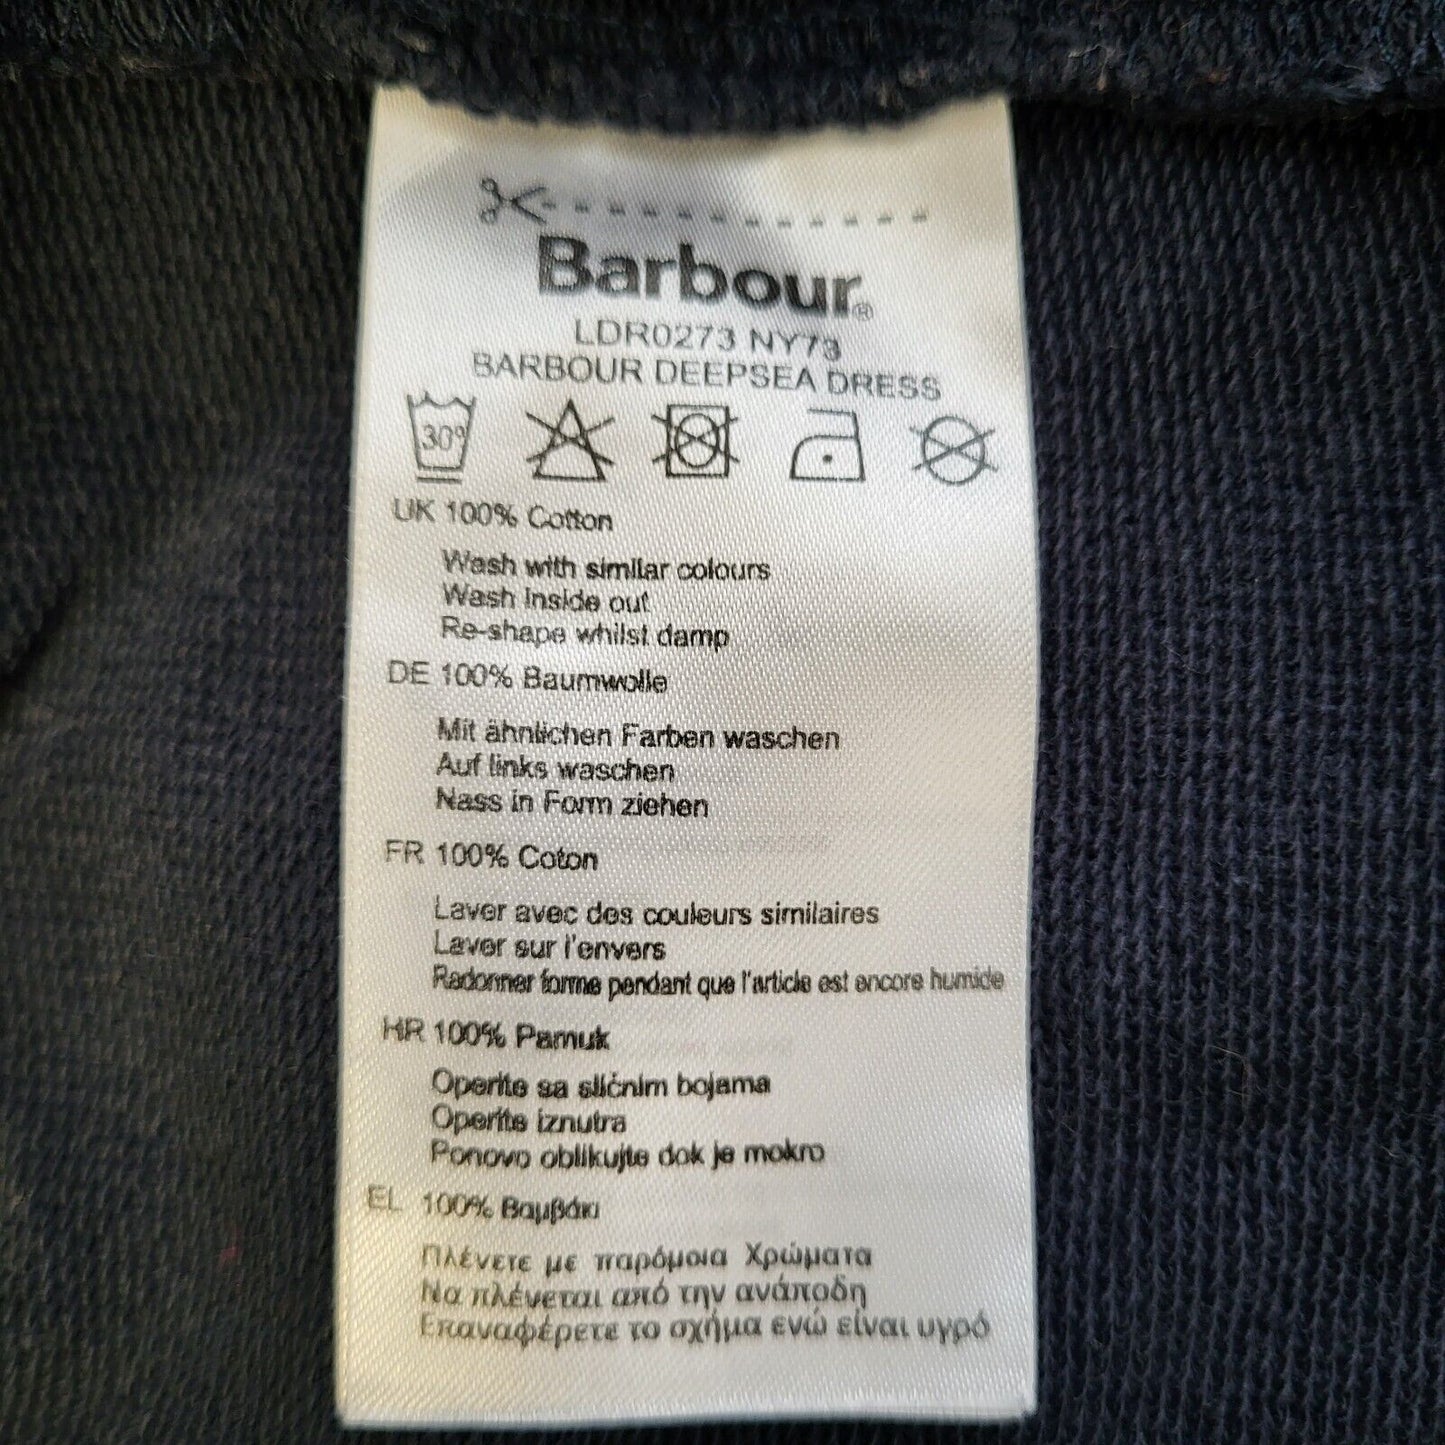 Barbour®
LDR0273 NY73
BARBOUR DEEPSEA DRESS
30°
UK 100% Cotton
Wash with similar colours
Wash inside out
Re-shape whilst damp
DE 100% Baumwolle
Mit ähnlichen Farben waschen
Auf links waschen
Nass in Form ziehen
FR 100% Coton
Laver avec des couleurs similaires
Laver sur l'envers
Radonner forme pendant que l'article est encore humide
HR 100% Pamuk
Operite sa sličnim bojama
Operite iznutra
Ponovo oblikujte dok je mokro
EL 100% Βαμβάκι
Πλένετε με παρόμοια Χρώματα
Να πλένεται από την ανάποδη
Επαναφέρετε το σχήμα ενώ είναι υγρό